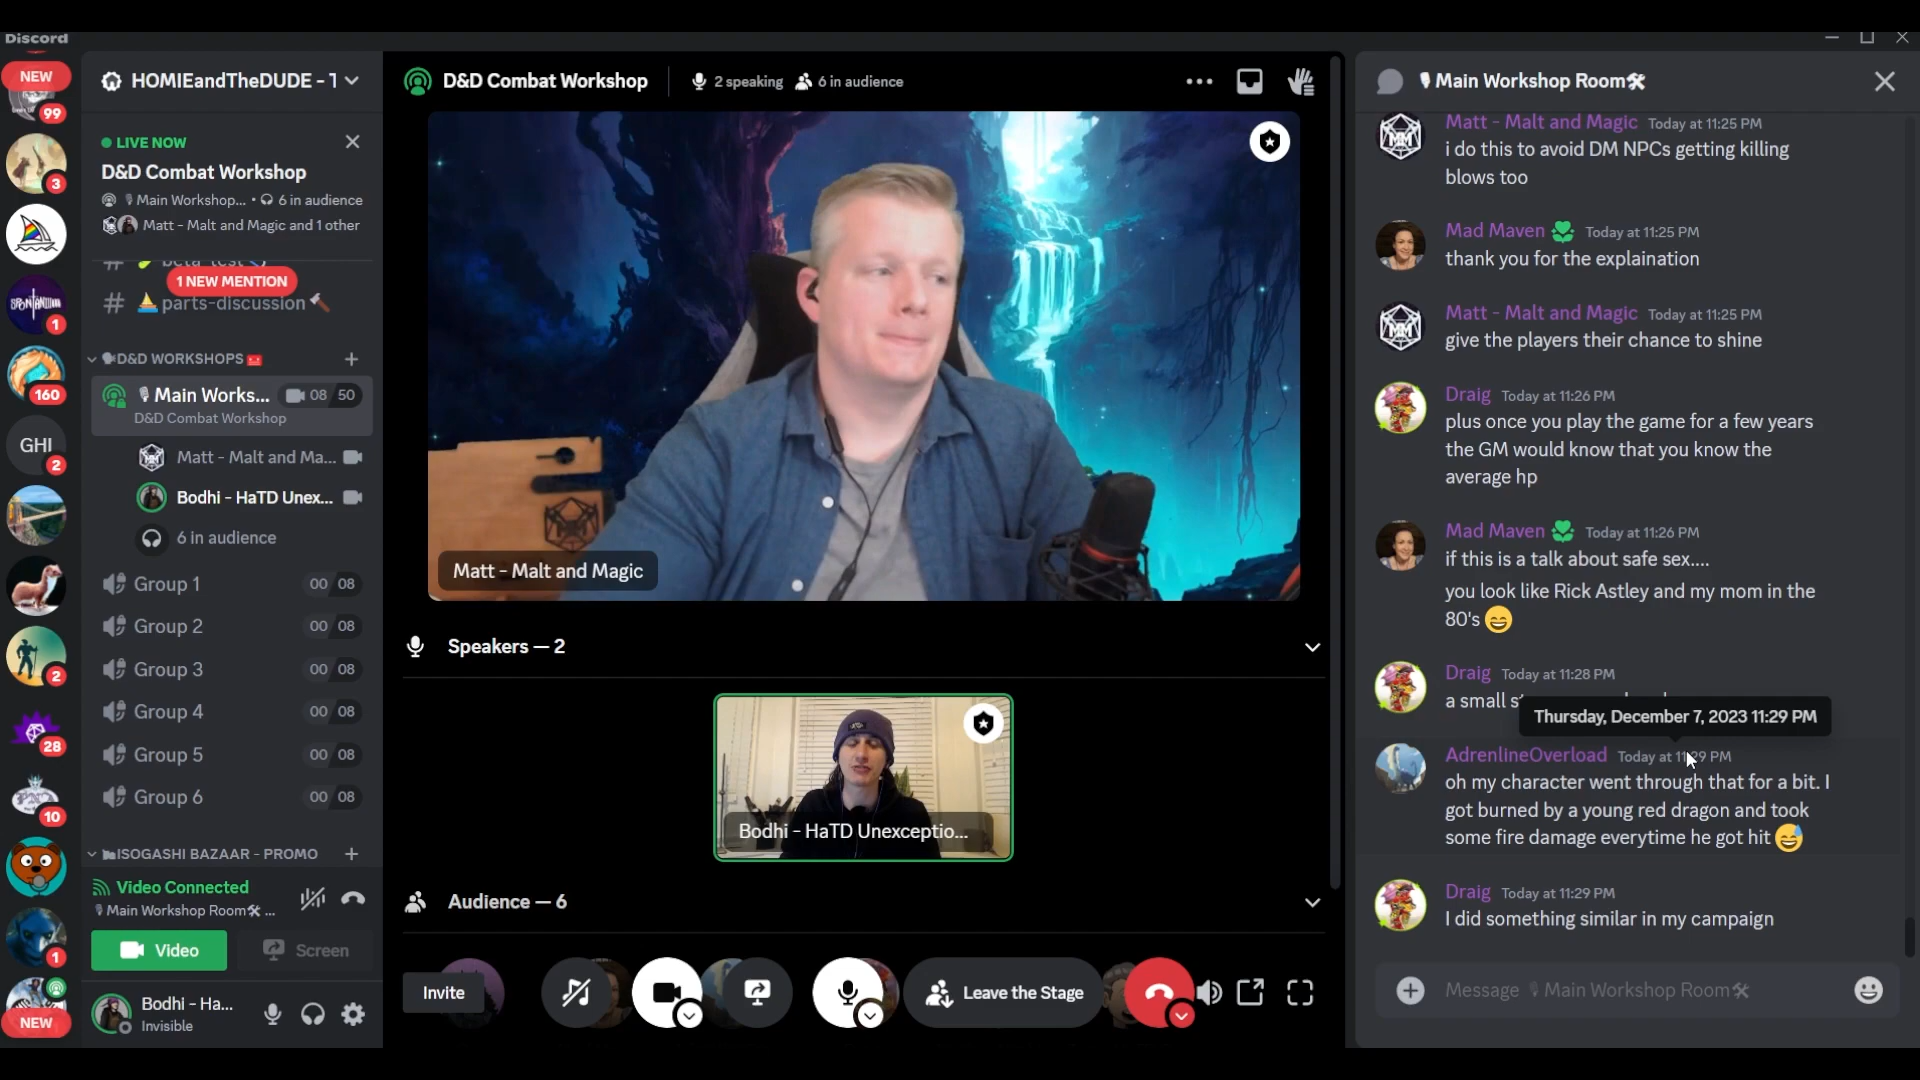 Discord
NEW
99
3
1
160
GHI
2
2
28
10
1
NEW
HOMIEandTheDUDE - T
LIVE NOW
D&D Combat Workshop
Main Workshop... • 6 in audience
Matt - Malt and Magic and 1 other
1 NEW MENTION
# parts-discussion
D&D WORKSHOPS
Main Works... 08 50
D&D Combat Workshop
Matt - Malt and Ma...
Bodhi - HaTD Unex...
6 in audience
Group 1 00 08
Group 2 00 08
Group 3 00 08
Group 4 00 08
Group 5 00 08
Group 6 00 08
ISOGASHI BAZAAR - PROMO
Video Connected
Main Workshop Room ...
Video Screen
Bodhi - Ha...
Invisible
D&D Combat Workshop 2 speaking 6 in audience
Matt - Malt and Magic
Speakers — 2
Bodhi - HaTD Unexceptio...
Audience — 6
Invite
Leave the Stage
Main Workshop Room
Matt - Malt and Magic Today at 11:25 PM
i do this to avoid DM NPCs getting killing
blows too
Mad Maven Today at 11:25 PM
thank you for the explaination
Matt - Malt and Magic Today at 11:25 PM
give the players their chance to shine
Draig Today at 11:26 PM
plus once you play the game for a few years
the GM would know that you know the
average hp
Mad Maven Today at 11:26 PM
if this is a talk about safe sex....
you look like Rick Astley and my mom in the
80's 😄
Draig Today at 11:28 PM
a small
Thursday, December 7, 2023 11:29 PM
AdrenlineOverload Today at 11:29 PM
oh my character went through that for a bit. I
got burned by a young red dragon and took
some fire damage everytime he got hit 😅
Draig Today at 11:29 PM
I did something similar in my campaign
Message Main Workshop Room